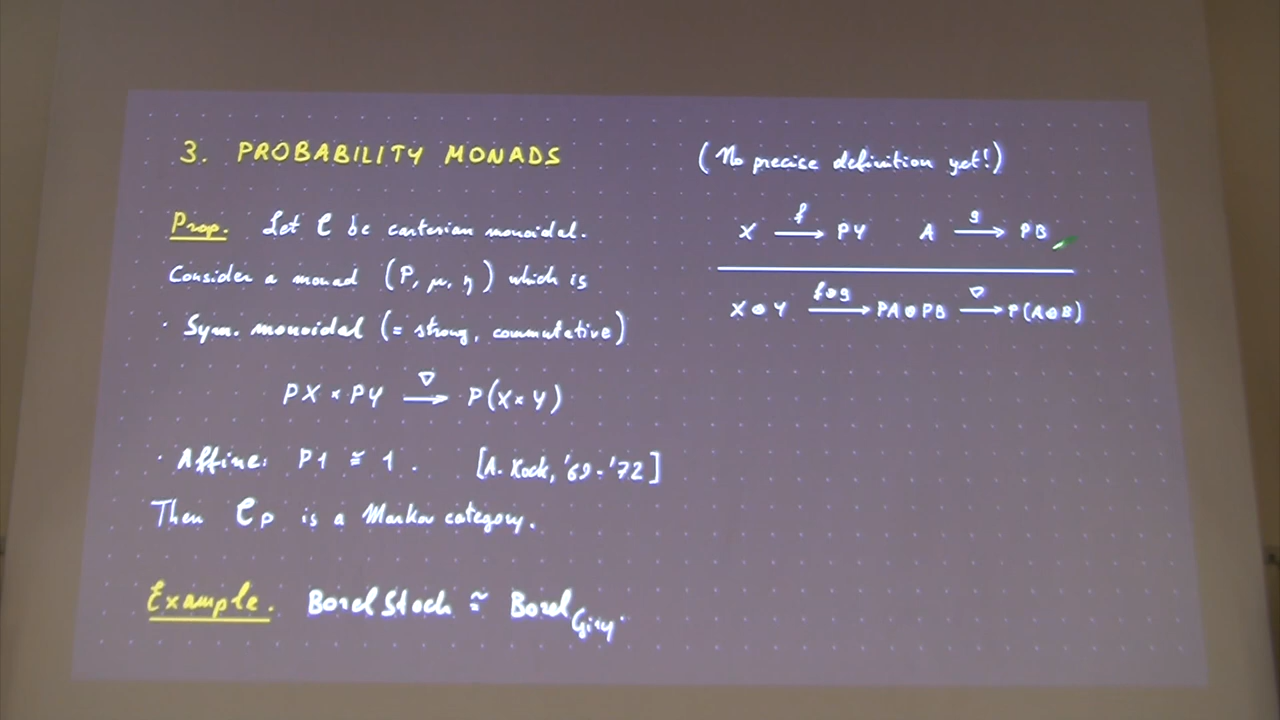 3. PROBABILITY MONADS
Prop. Let C be cartesian monoidal.
Consider a monad (P, μ, η) which is
· Sym. monoidal (= strong, commutative)
PX × PY ∇→ P(X × Y)
· Affine: P1 ≅ 1. [A. Kock, '69-'72]
Then C_P is a Markov category.
Example. BorelStoch ≅ Borel_Giry.
(No precise definition yet!)
X f→ PY A g→ PB
X ⊗ Y f⊗g→ PA ⊗ PB ∇→ P(A ⊗ B)